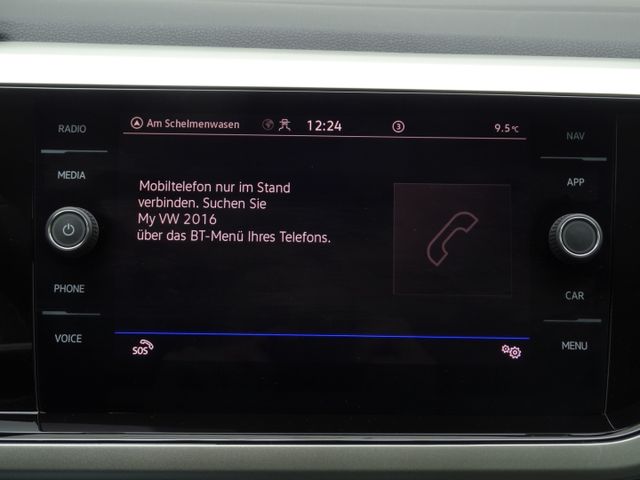 RADIO
MEDIA
PHONE
VOICE
Am Schelmenwasen 12:24 3 9.5°C
Mobiltelefon nur im Stand
verbinden. Suchen Sie
My VW 2016
über das BT-Menü Ihres Telefons.
SOS
NAV
APP
CAR
MENU